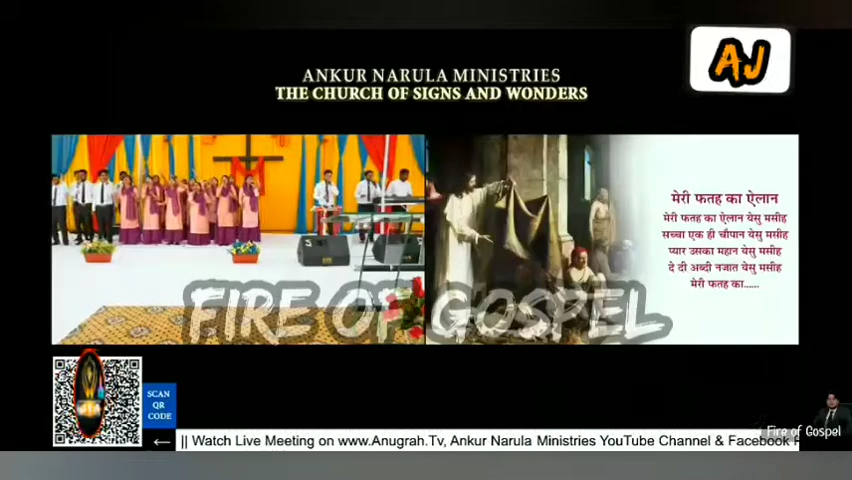 AJ
ANKUR NARULA MINISTRIES
THE CHURCH OF SIGNS AND WONDERS
मेरी फतह का ऐलान
मेरी फतह का ऐलान येसु मसीह
सच्चा एक ही चौपान येसु मसीह
प्यार उसका महान येसु मसीह
दे दी अब्दी नजात येसु मसीह
मेरी फतह का......
FIRE OF GOSPEL
SCAN
QR
CODE
|| Watch Live Meeting on www.Anugrah.Tv, Ankur Narula Ministries YouTube Channel & Facebook
Fire of Gospel